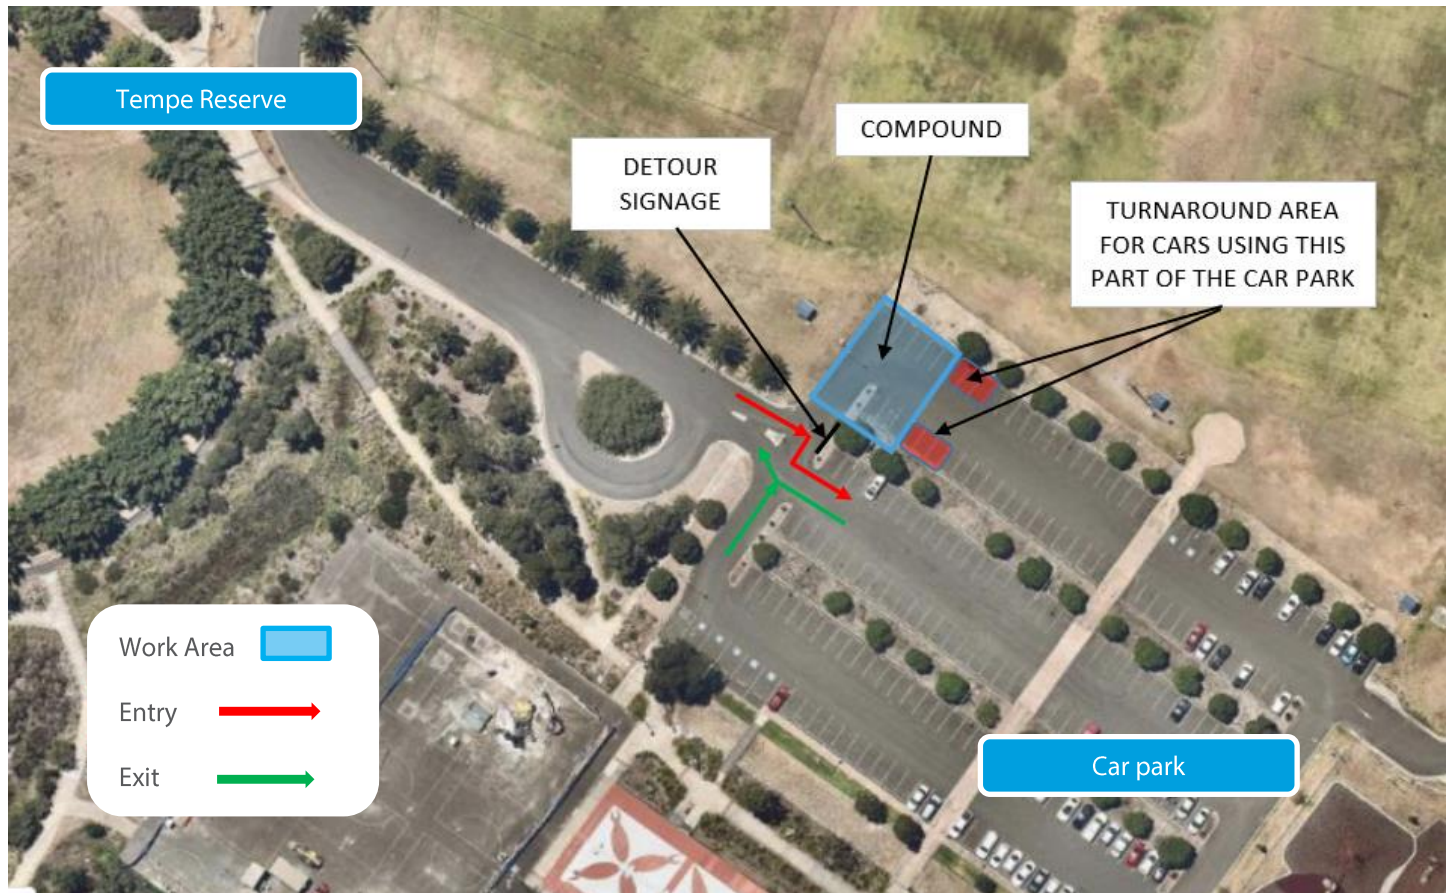 Tempe Reserve
COMPOUND
DETOUR
SIGNAGE
TURNAROUND AREA
FOR CARS USING THIS
PART OF THE CAR PARK
Work Area
Entry
Exit
Car park